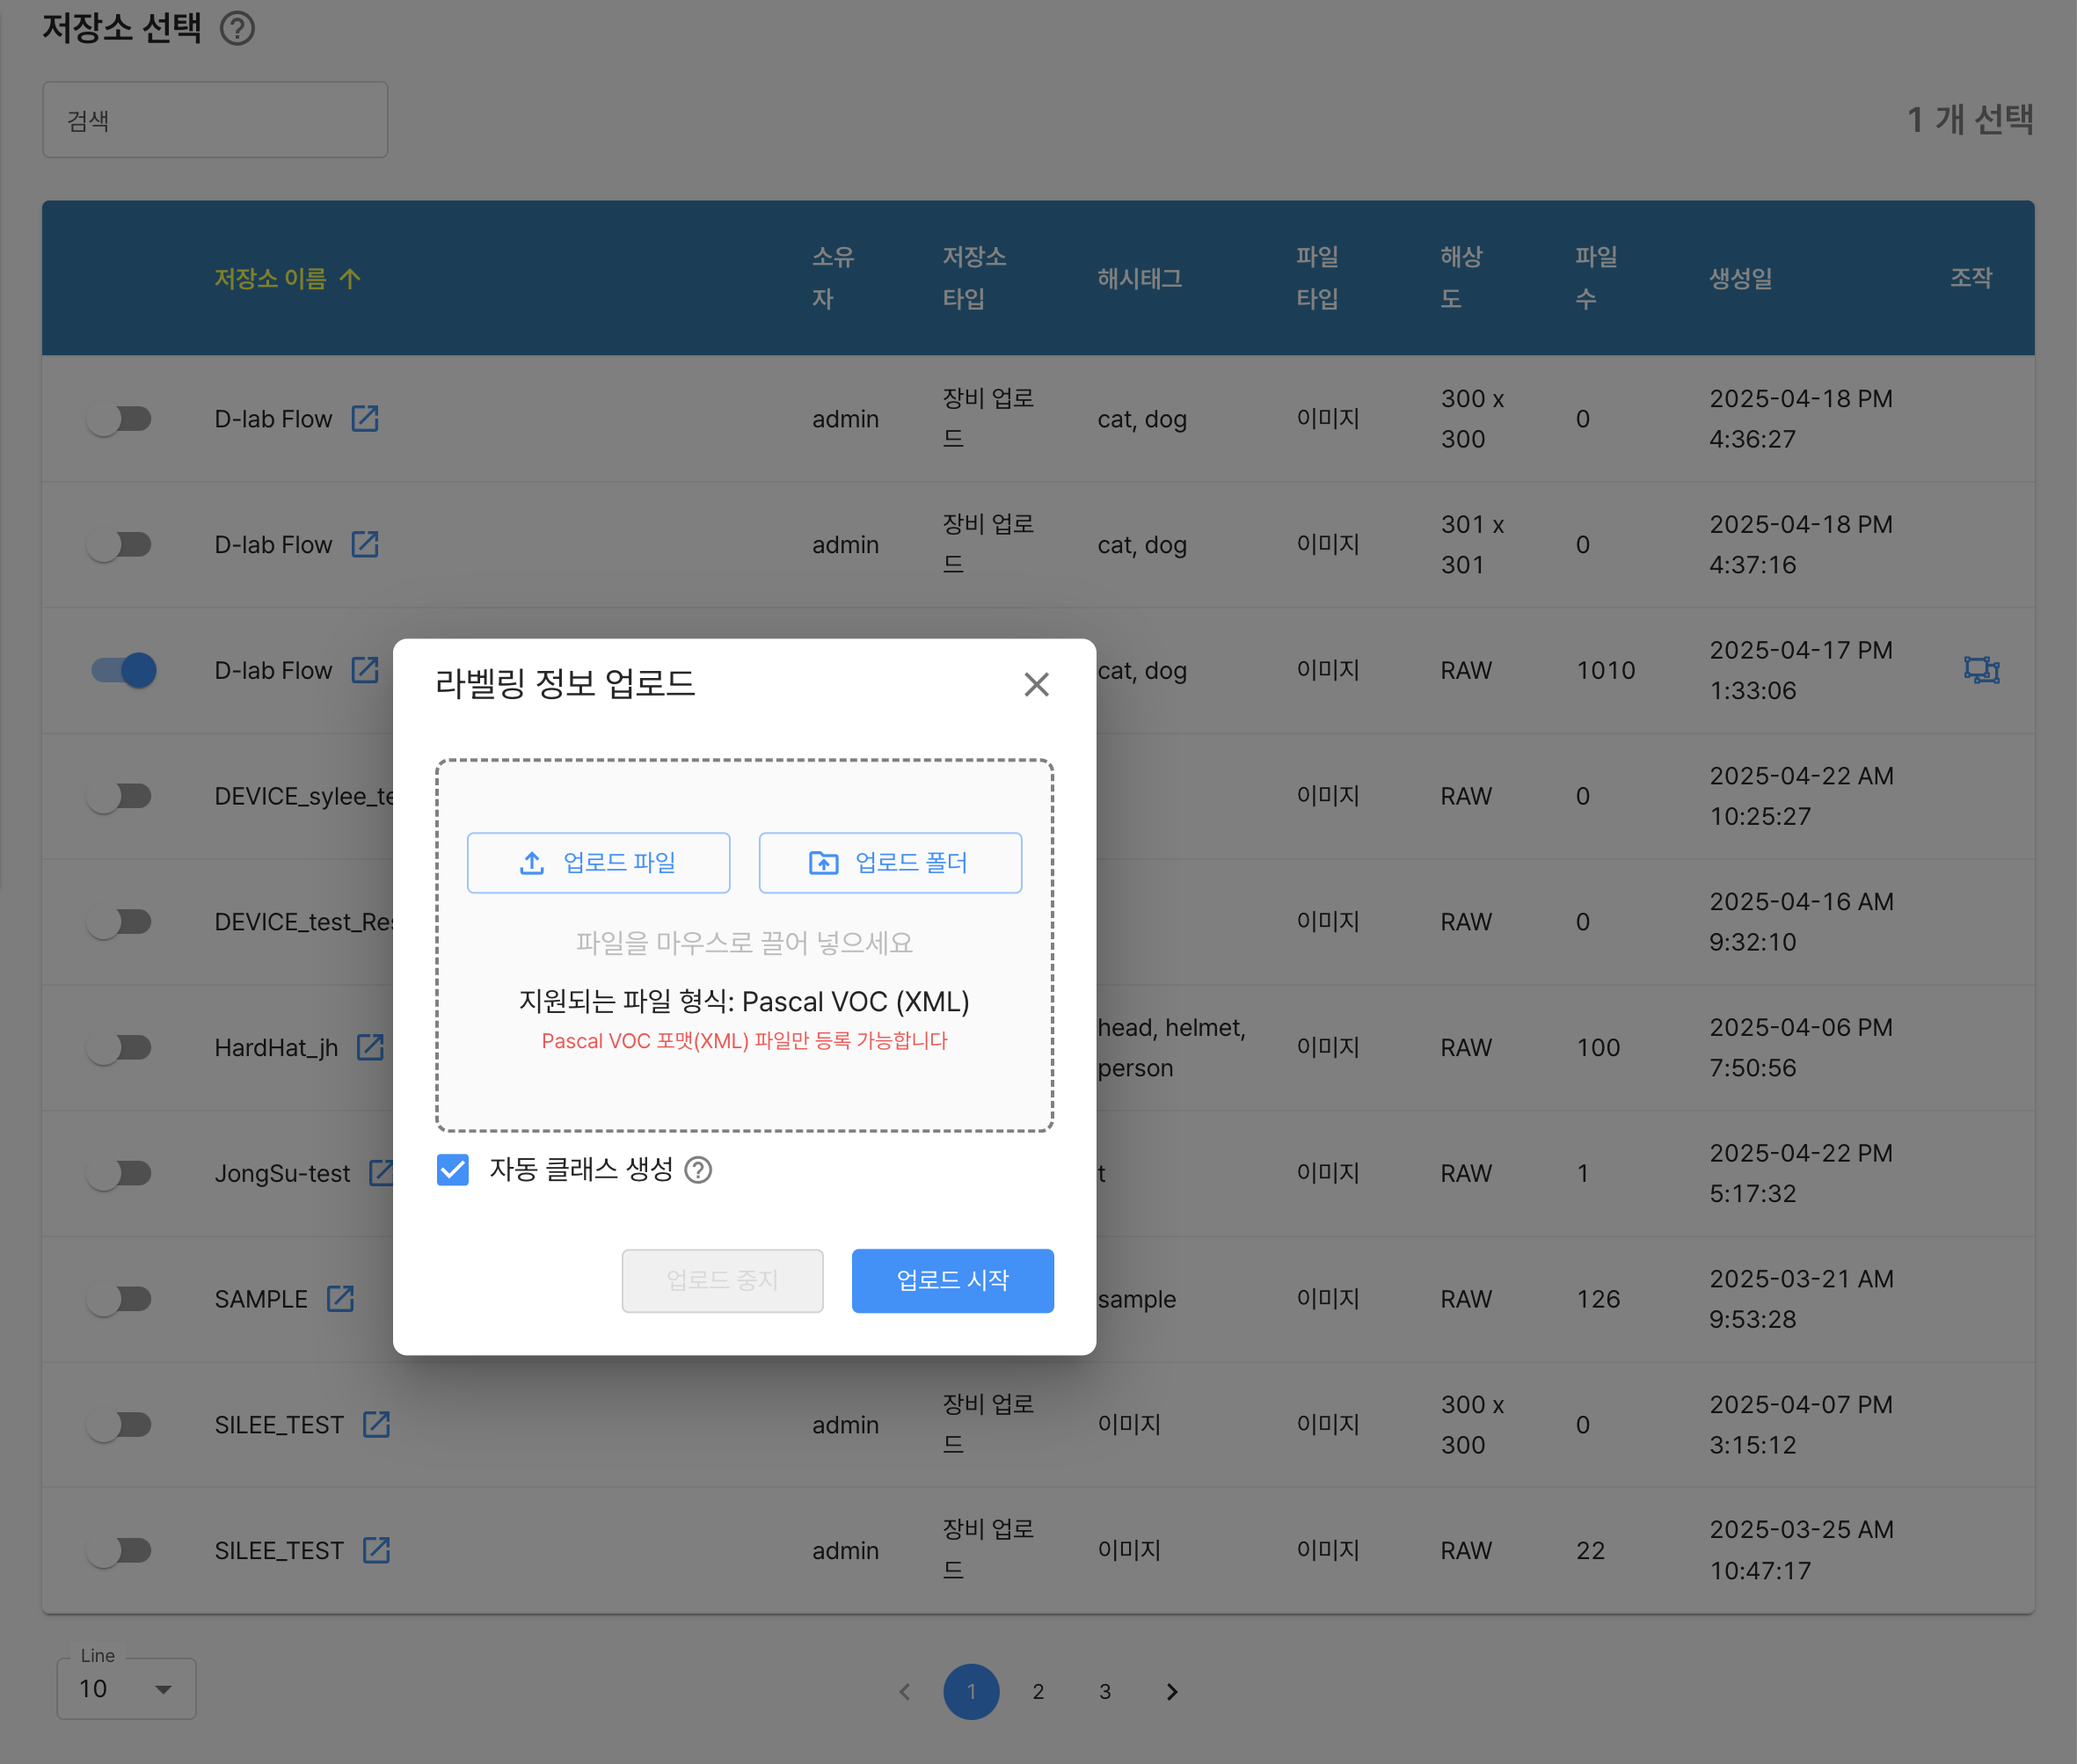 저장소 선택
검색
1 개 선택
저장소 이름 소유자 저장소 타입 해시태그 파일 타입 해상도 파일 수 생성일 조작
D-lab Flow admin 장비 업로드 cat, dog 이미지 300 x 300 0 2025-04-18 PM 4:36:27
D-lab Flow admin 장비 업로드 cat, dog 이미지 301 x 301 0 2025-04-18 PM 4:37:16
D-lab Flow cat, dog 이미지 RAW 1010 2025-04-17 PM 1:33:06
DEVICE_sylee_te 이미지 RAW 0 2025-04-22 AM 10:25:27
DEVICE_test_Res 이미지 RAW 0 2025-04-16 AM 9:32:10
HardHat_jh head, helmet, person 이미지 RAW 100 2025-04-06 PM 7:50:56
JongSu-test t 이미지 RAW 1 2025-04-22 PM 5:17:32
SAMPLE sample 이미지 RAW 126 2025-03-21 AM 9:53:28
SILEE_TEST admin 장비 업로드 이미지 이미지 300 x 300 0 2025-04-07 PM 3:15:12
SILEE_TEST admin 장비 업로드 이미지 이미지 RAW 22 2025-03-25 AM 10:47:17
라벨링 정보 업로드
업로드 파일 업로드 폴더
파일을 마우스로 끌어 넣으세요
지원되는 파일 형식: Pascal VOC (XML)
Pascal VOC 포맷(XML) 파일만 등록 가능합니다
자동 클래스 생성
업로드 중지 업로드 시작
Line
10
1 2 3